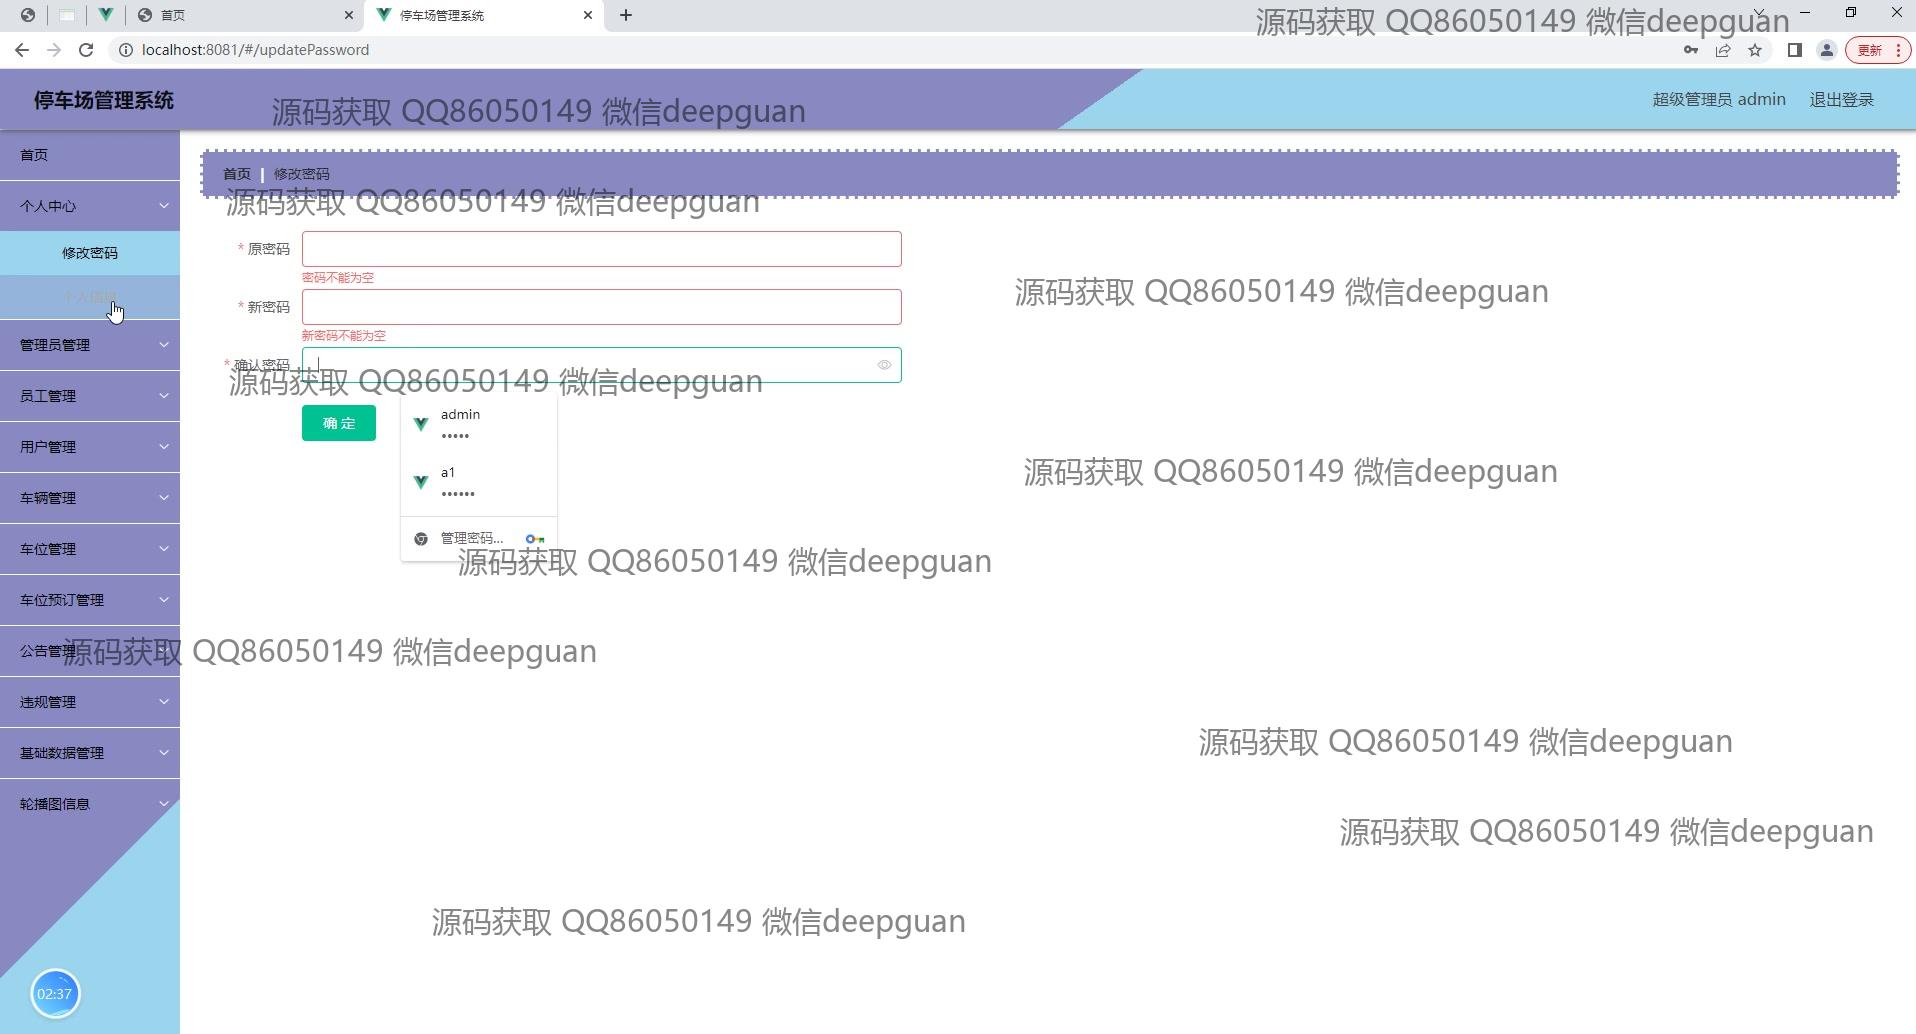 首页
停车场管理系统
源码获取 QQ86050149 微信deepguan
localhost:8081/#/updatePassword
更新
停车场管理系统
源码获取 QQ86050149 微信deepguan
超级管理员 admin
退出登录
首页
个人中心
修改密码
个人信息
管理员管理
员工管理
用户管理
车辆管理
车位管理
车位预订管理
公告管理
违规管理
基础数据管理
轮播图信息
02:37
首页 | 修改密码
源码获取 QQ86050149 微信deepguan
* 原密码
密码不能为空
源码获取 QQ86050149 微信deepguan
* 新密码
新密码不能为空
* 确认密码
源码获取 QQ86050149 微信deepguan
确定
admin
•••••
a1
••••••
管理密码...
源码获取 QQ86050149 微信deepguan
源码获取 QQ86050149 微信deepguan
源码获取 QQ86050149 微信deepguan
源码获取 QQ86050149 微信deepguan
源码获取 QQ86050149 微信deepguan
源码获取 QQ86050149 微信deepguan